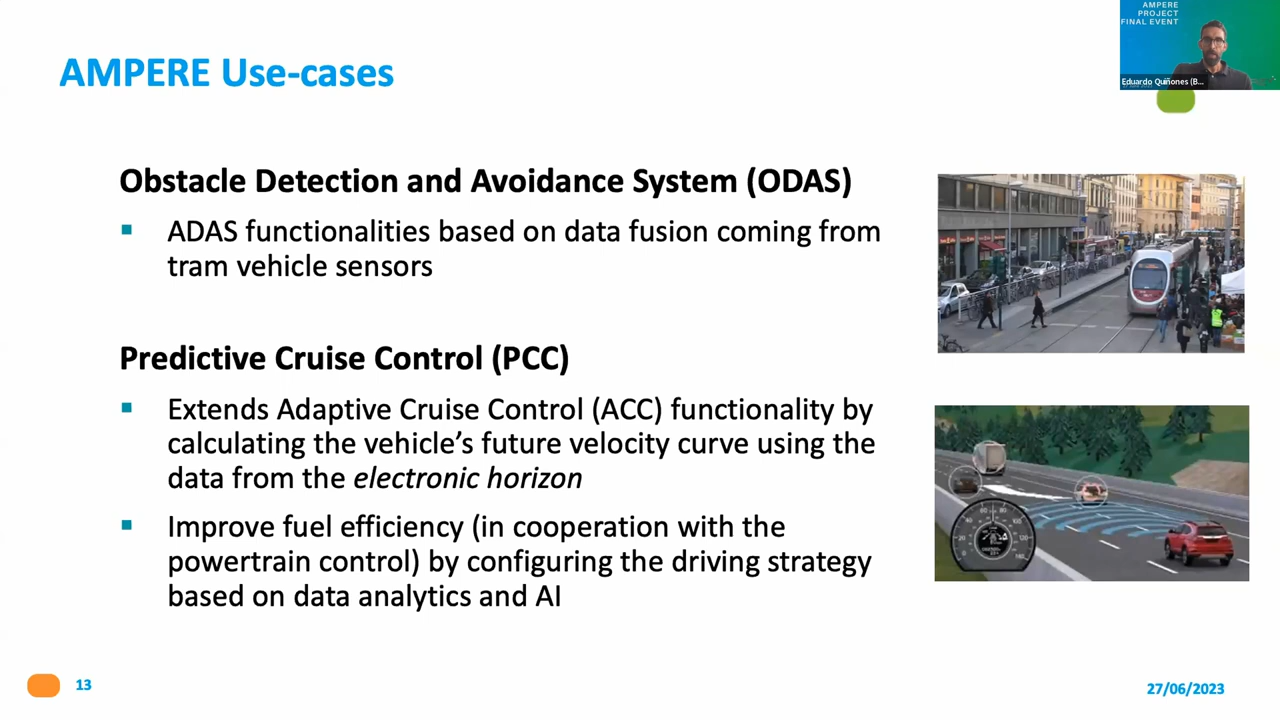 AMPERE
PROJECT
FINAL EVENT
Eduardo Quiñones (B...
AMPERE Use-cases
Obstacle Detection and Avoidance System (ODAS)
▪ ADAS functionalities based on data fusion coming from
tram vehicle sensors
Predictive Cruise Control (PCC)
▪ Extends Adaptive Cruise Control (ACC) functionality by
calculating the vehicle’s future velocity curve using the
data from the electronic horizon
▪ Improve fuel efficiency (in cooperation with the
powertrain control) by configuring the driving strategy
based on data analytics and AI
13
27/06/2023